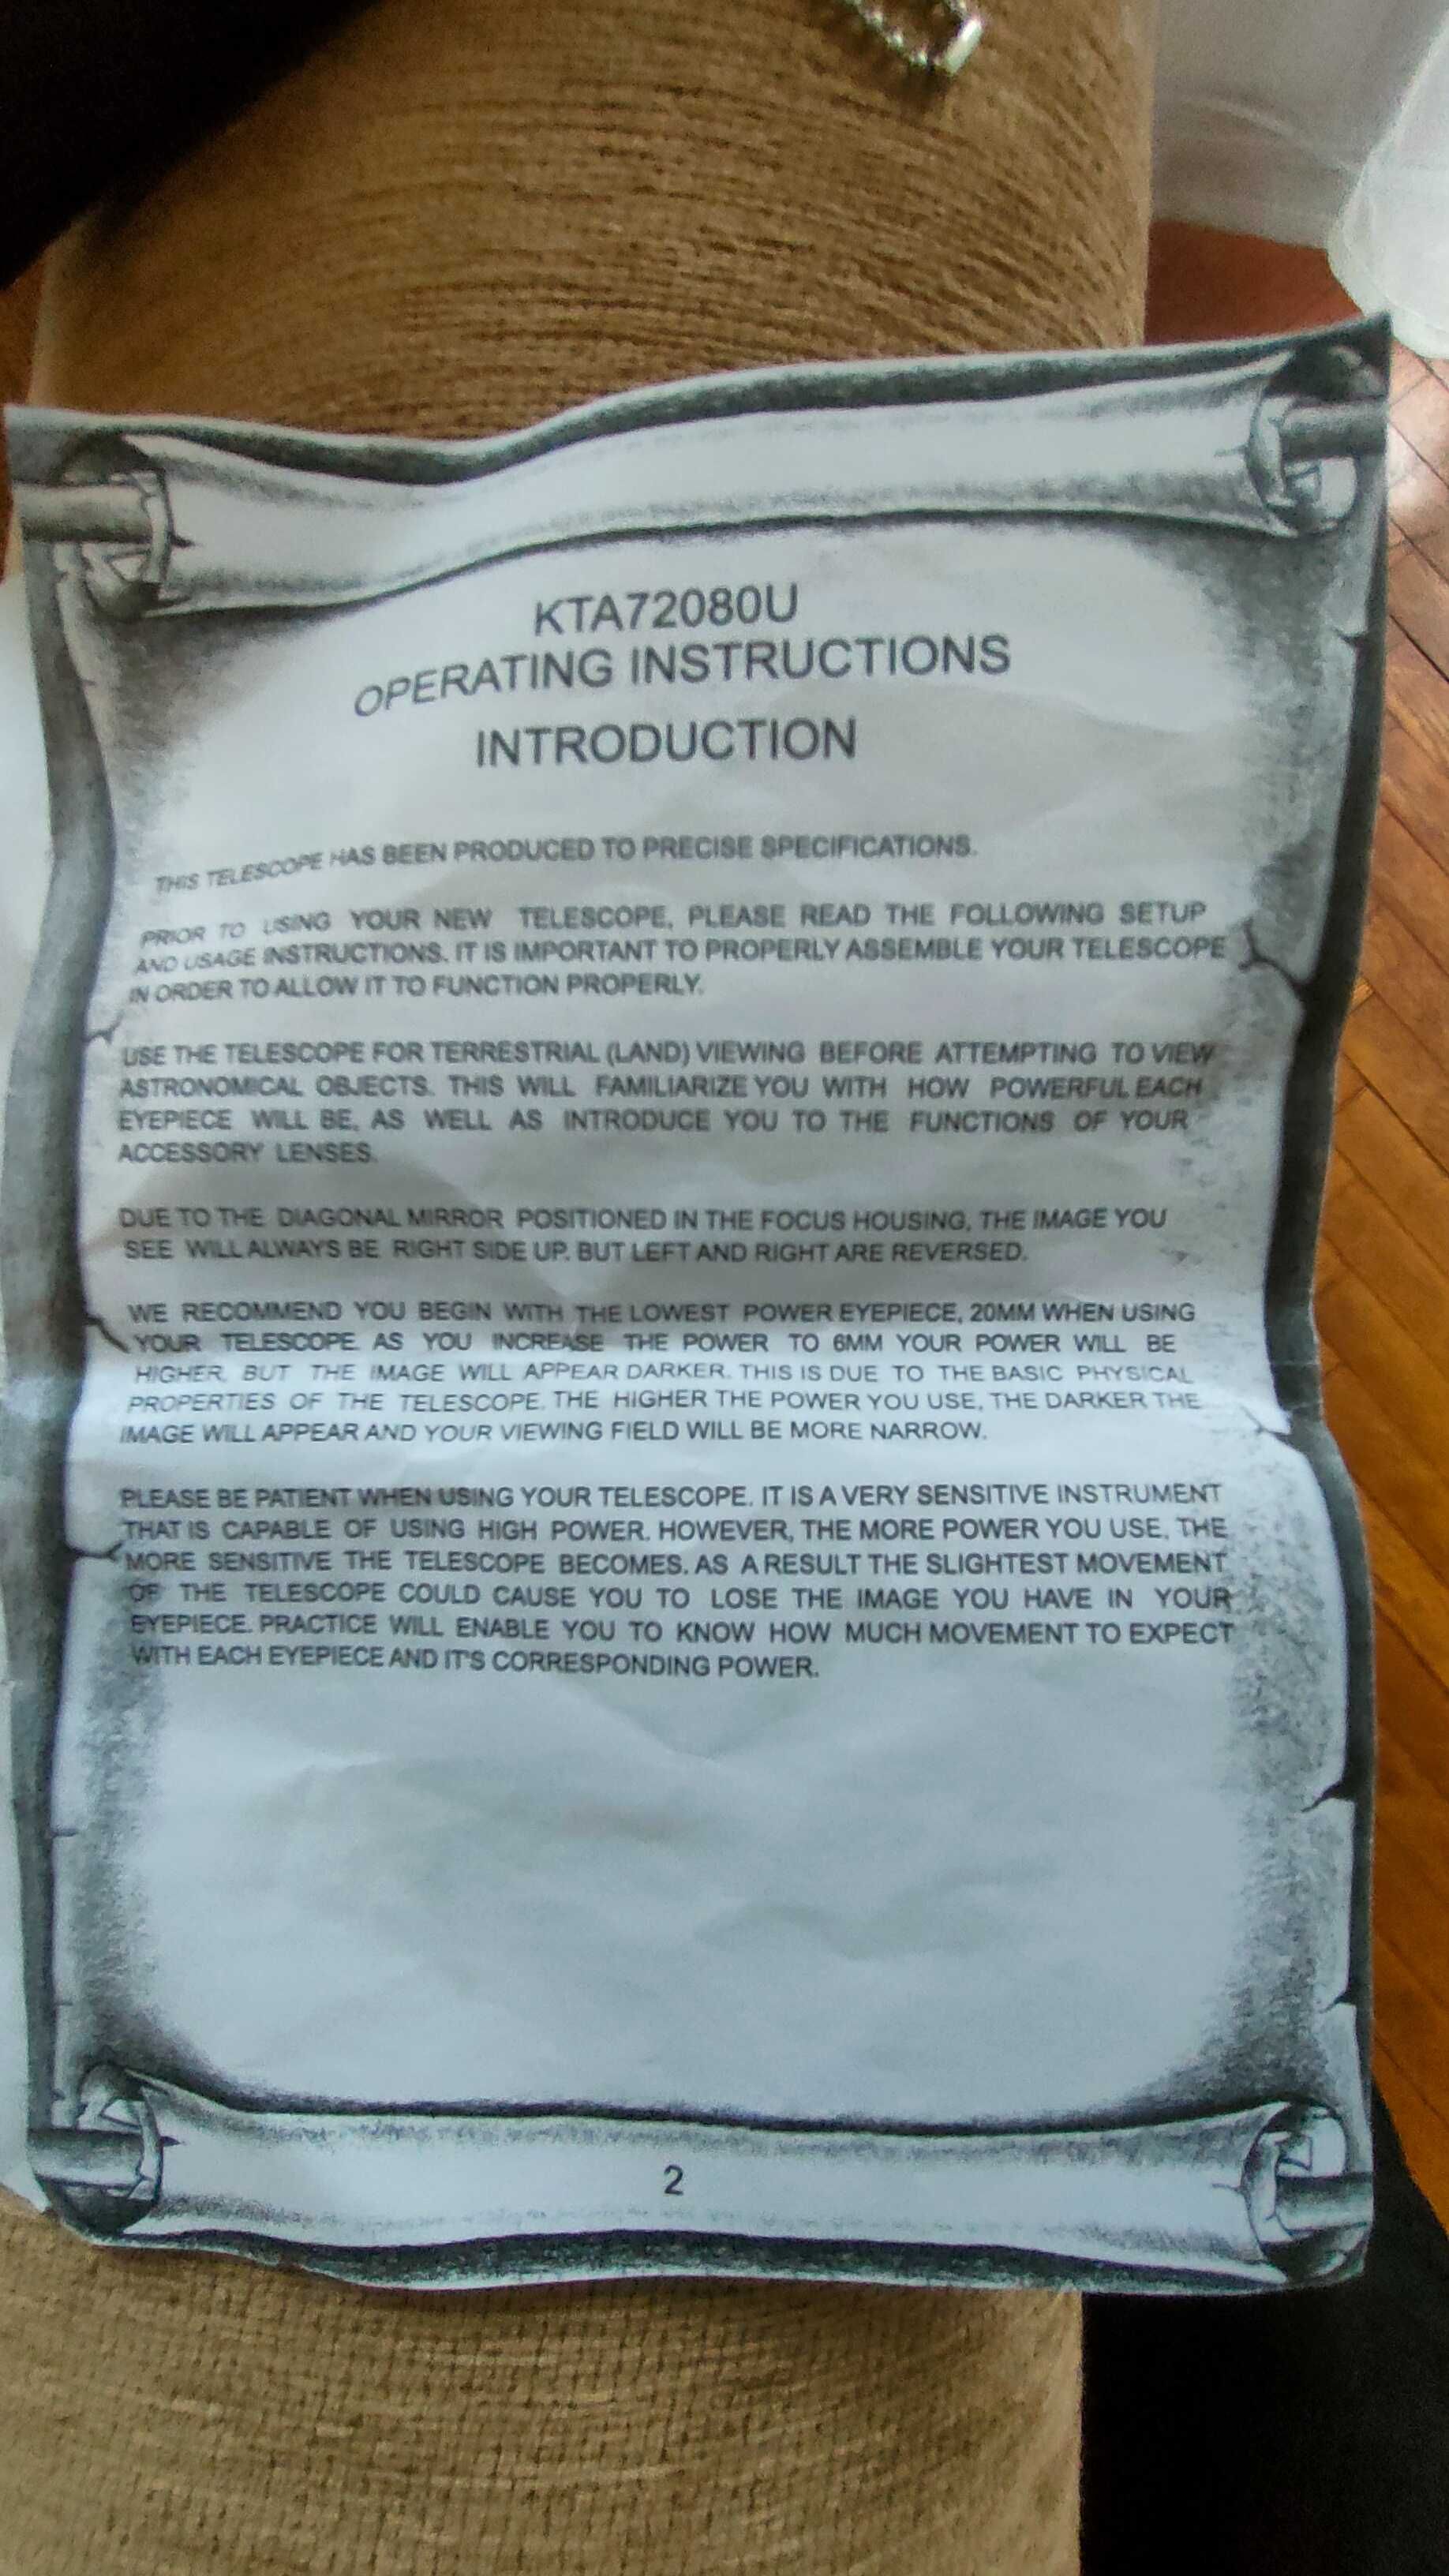 KTA72080U
OPERATING INSTRUCTIONS
INTRODUCTION
THIS TELESCOPE HAS BEEN PRODUCED TO PRECISE SPECIFICATIONS.
PRIOR TO USING YOUR NEW TELESCOPE, PLEASE READ THE FOLLOWING SETUP
AND USAGE INSTRUCTIONS. IT IS IMPORTANT TO PROPERLY ASSEMBLE YOUR TELESCOPE
IN ORDER TO ALLOW IT TO FUNCTION PROPERLY.
USE THE TELESCOPE FOR TERRESTRIAL (LAND) VIEWING BEFORE ATTEMPTING TO VIEW
ASTRONOMICAL OBJECTS. THIS WILL FAMILIARIZE YOU WITH HOW POWERFUL EACH
EYEPIECE WILL BE, AS WELL AS INTRODUCE YOU TO THE FUNCTIONS OF YOUR
ACCESSORY LENSES.
DUE TO THE DIAGONAL MIRROR POSITIONED IN THE FOCUS HOUSING, THE IMAGE YOU
SEE WILL ALWAYS BE RIGHT SIDE UP. BUT LEFT AND RIGHT ARE REVERSED.
WE RECOMMEND YOU BEGIN WITH THE LOWEST POWER EYEPIECE, 20MM WHEN USING
YOUR TELESCOPE. AS YOU INCREASE THE POWER TO 6MM YOUR POWER WILL BE
HIGHER, BUT THE IMAGE WILL APPEAR DARKER. THIS IS DUE TO THE BASIC PHYSICAL
PROPERTIES OF THE TELESCOPE. THE HIGHER THE POWER YOU USE, THE DARKER THE
IMAGE WILL APPEAR AND YOUR VIEWING FIELD WILL BE MORE NARROW.
PLEASE BE PATIENT WHEN USING YOUR TELESCOPE. IT IS A VERY SENSITIVE INSTRUMENT
THAT IS CAPABLE OF USING HIGH POWER. HOWEVER, THE MORE POWER YOU USE, THE
MORE SENSITIVE THE TELESCOPE BECOMES. AS A RESULT THE SLIGHTEST MOVEMENT
OF THE TELESCOPE COULD CAUSE YOU TO LOSE THE IMAGE YOU HAVE IN YOUR
EYEPIECE. PRACTICE WILL ENABLE YOU TO KNOW HOW MUCH MOVEMENT TO EXPECT
WITH EACH EYEPIECE AND IT'S CORRESPONDING POWER.
2